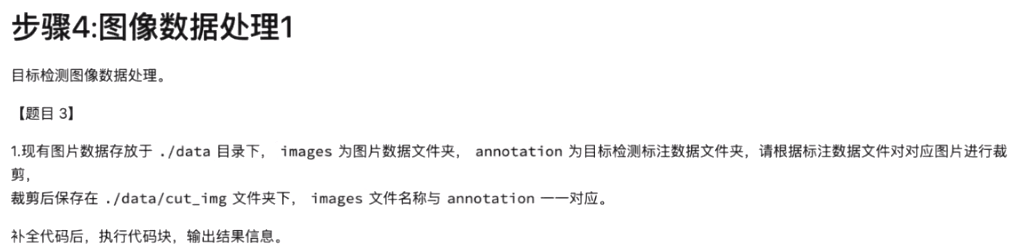 步骤4:图像数据处理1
目标检测图像数据处理。
【题目 3】
1.现有图片数据存放于 ./data 目录下， images 为图片数据文件夹， annotation 为目标检测标注数据文件夹，请根据标注数据文件对对应图片进行裁
剪，
裁剪后保存在 ./data/cut_img 文件夹下， images 文件名称与 annotation 一一对应。
补全代码后，执行代码块，输出结果信息。